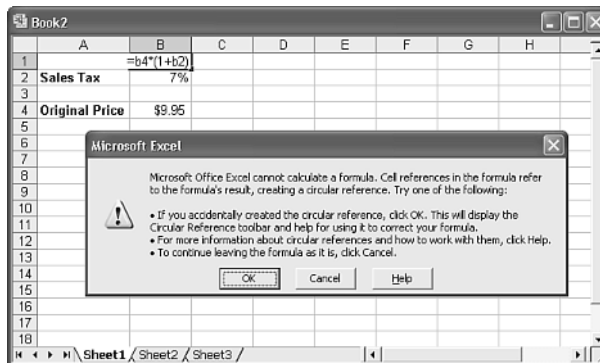 Book2
A B C D E F G H
1 =b4*(1+b2)
2 Sales Tax 7%
3
4 Original Price $9.95
5
6
Microsoft Excel
7
8
9
10
11
12
13
14
15
16
17
18
Microsoft Office Excel cannot calculate a formula. Cell references in the formula refer
to the formula's result, creating a circular reference. Try one of the following:
• If you accidentally created the circular reference, click OK. This will display the
Circular Reference toolbar and help for using it to correct your formula.
• For more information about circular references and how to work with them, click Help.
• To continue leaving the formula as it is, click Cancel.
OK Cancel Help
Sheet1 / Sheet2 / Sheet3 /